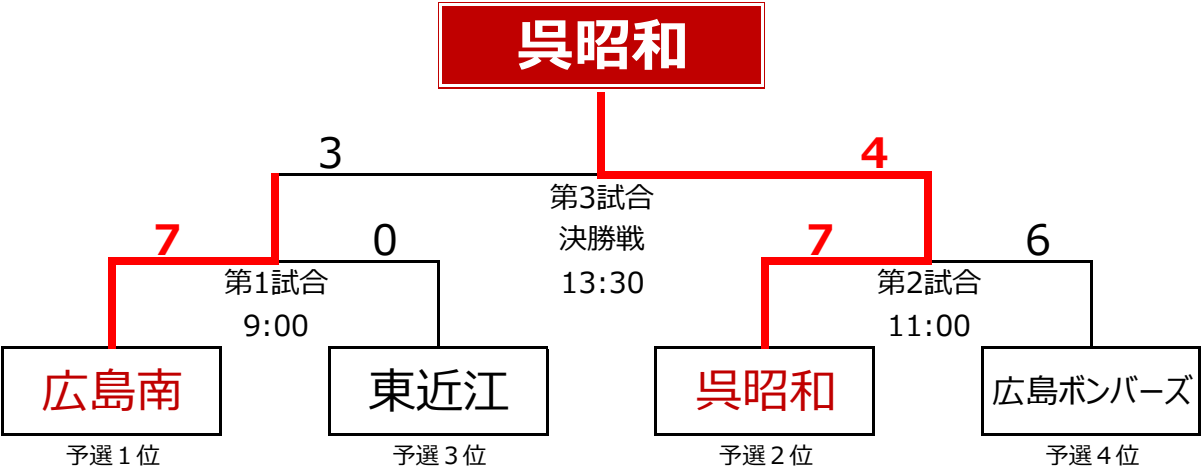 呉昭和
3
4
第3試合
決勝戦
13:30
7
0
7
6
第1試合
9:00
第2試合
11:00
広島南
東近江
呉昭和
広島ボンバーズ
予選１位
予選３位
予選２位
予選４位